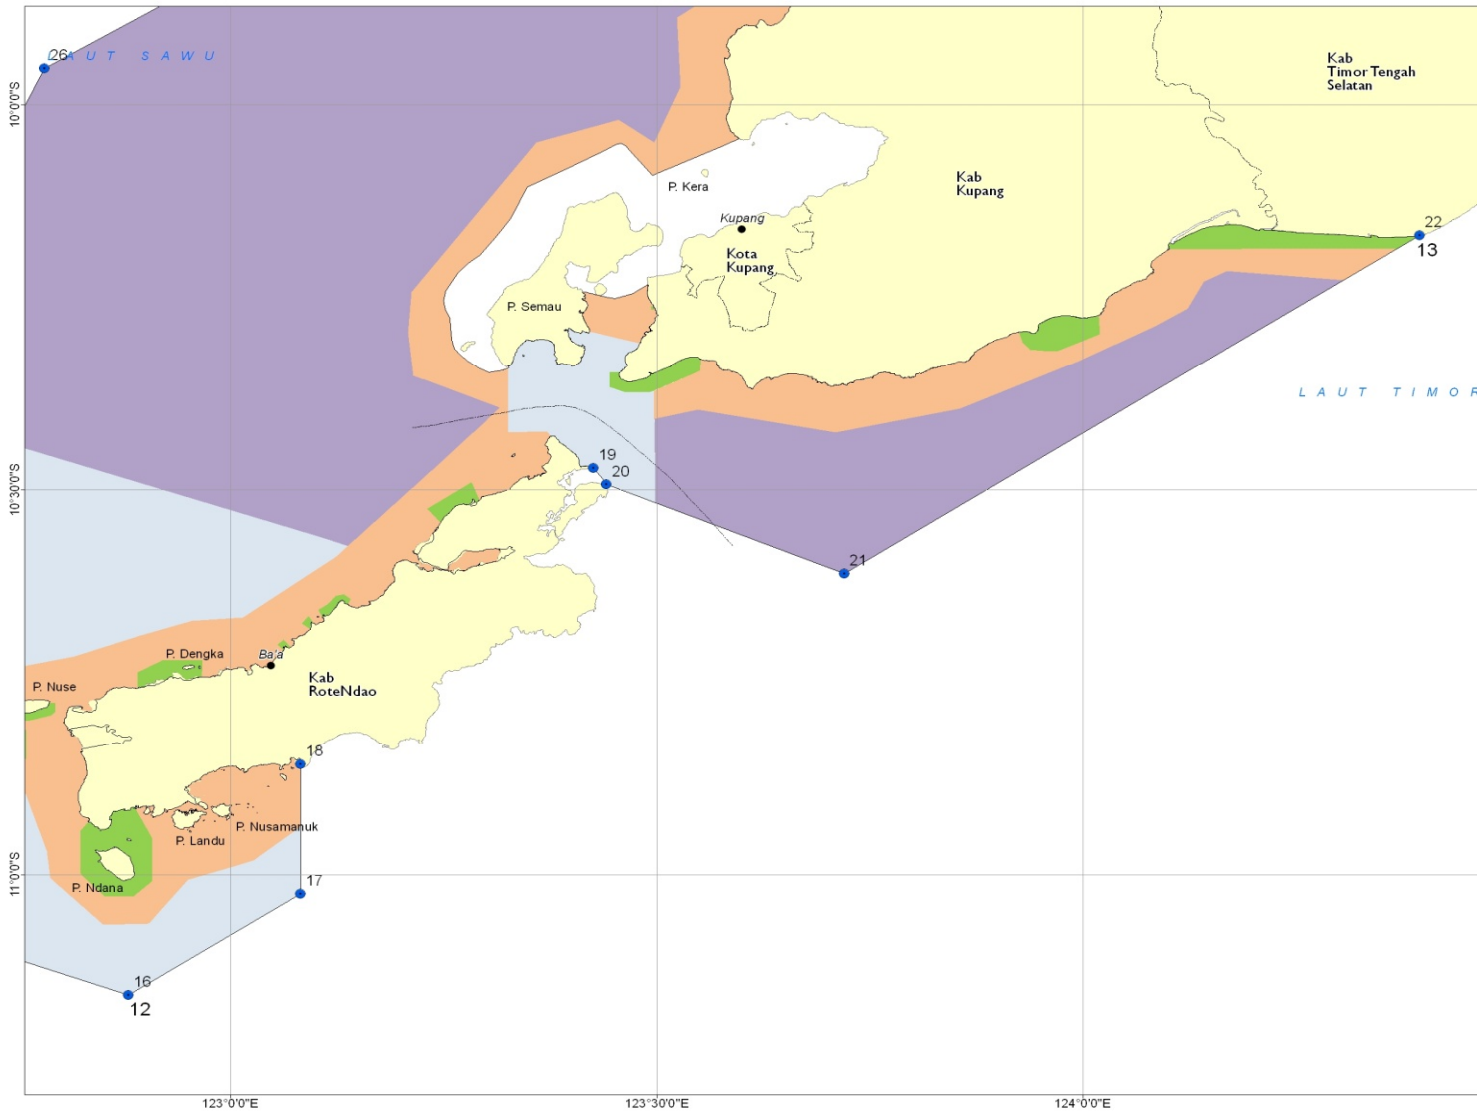 26
L A U T S A W U
Kab
Timor Tengah
Selatan
10°0'0"S
P. Kera
Kab
Kupang
Kupang
22
13
Kota
Kupang
P. Semau
L A U T T I M O R
19
20
10°30'0"S
21
P. Dengka
Ba'a
Kab
RoteNdao
P. Nuse
18
P. Nusamanuk
P. Landu
11°0'0"S
P. Ndana
17
16
12
123°0'0"E
123°30'0"E
124°0'0"E